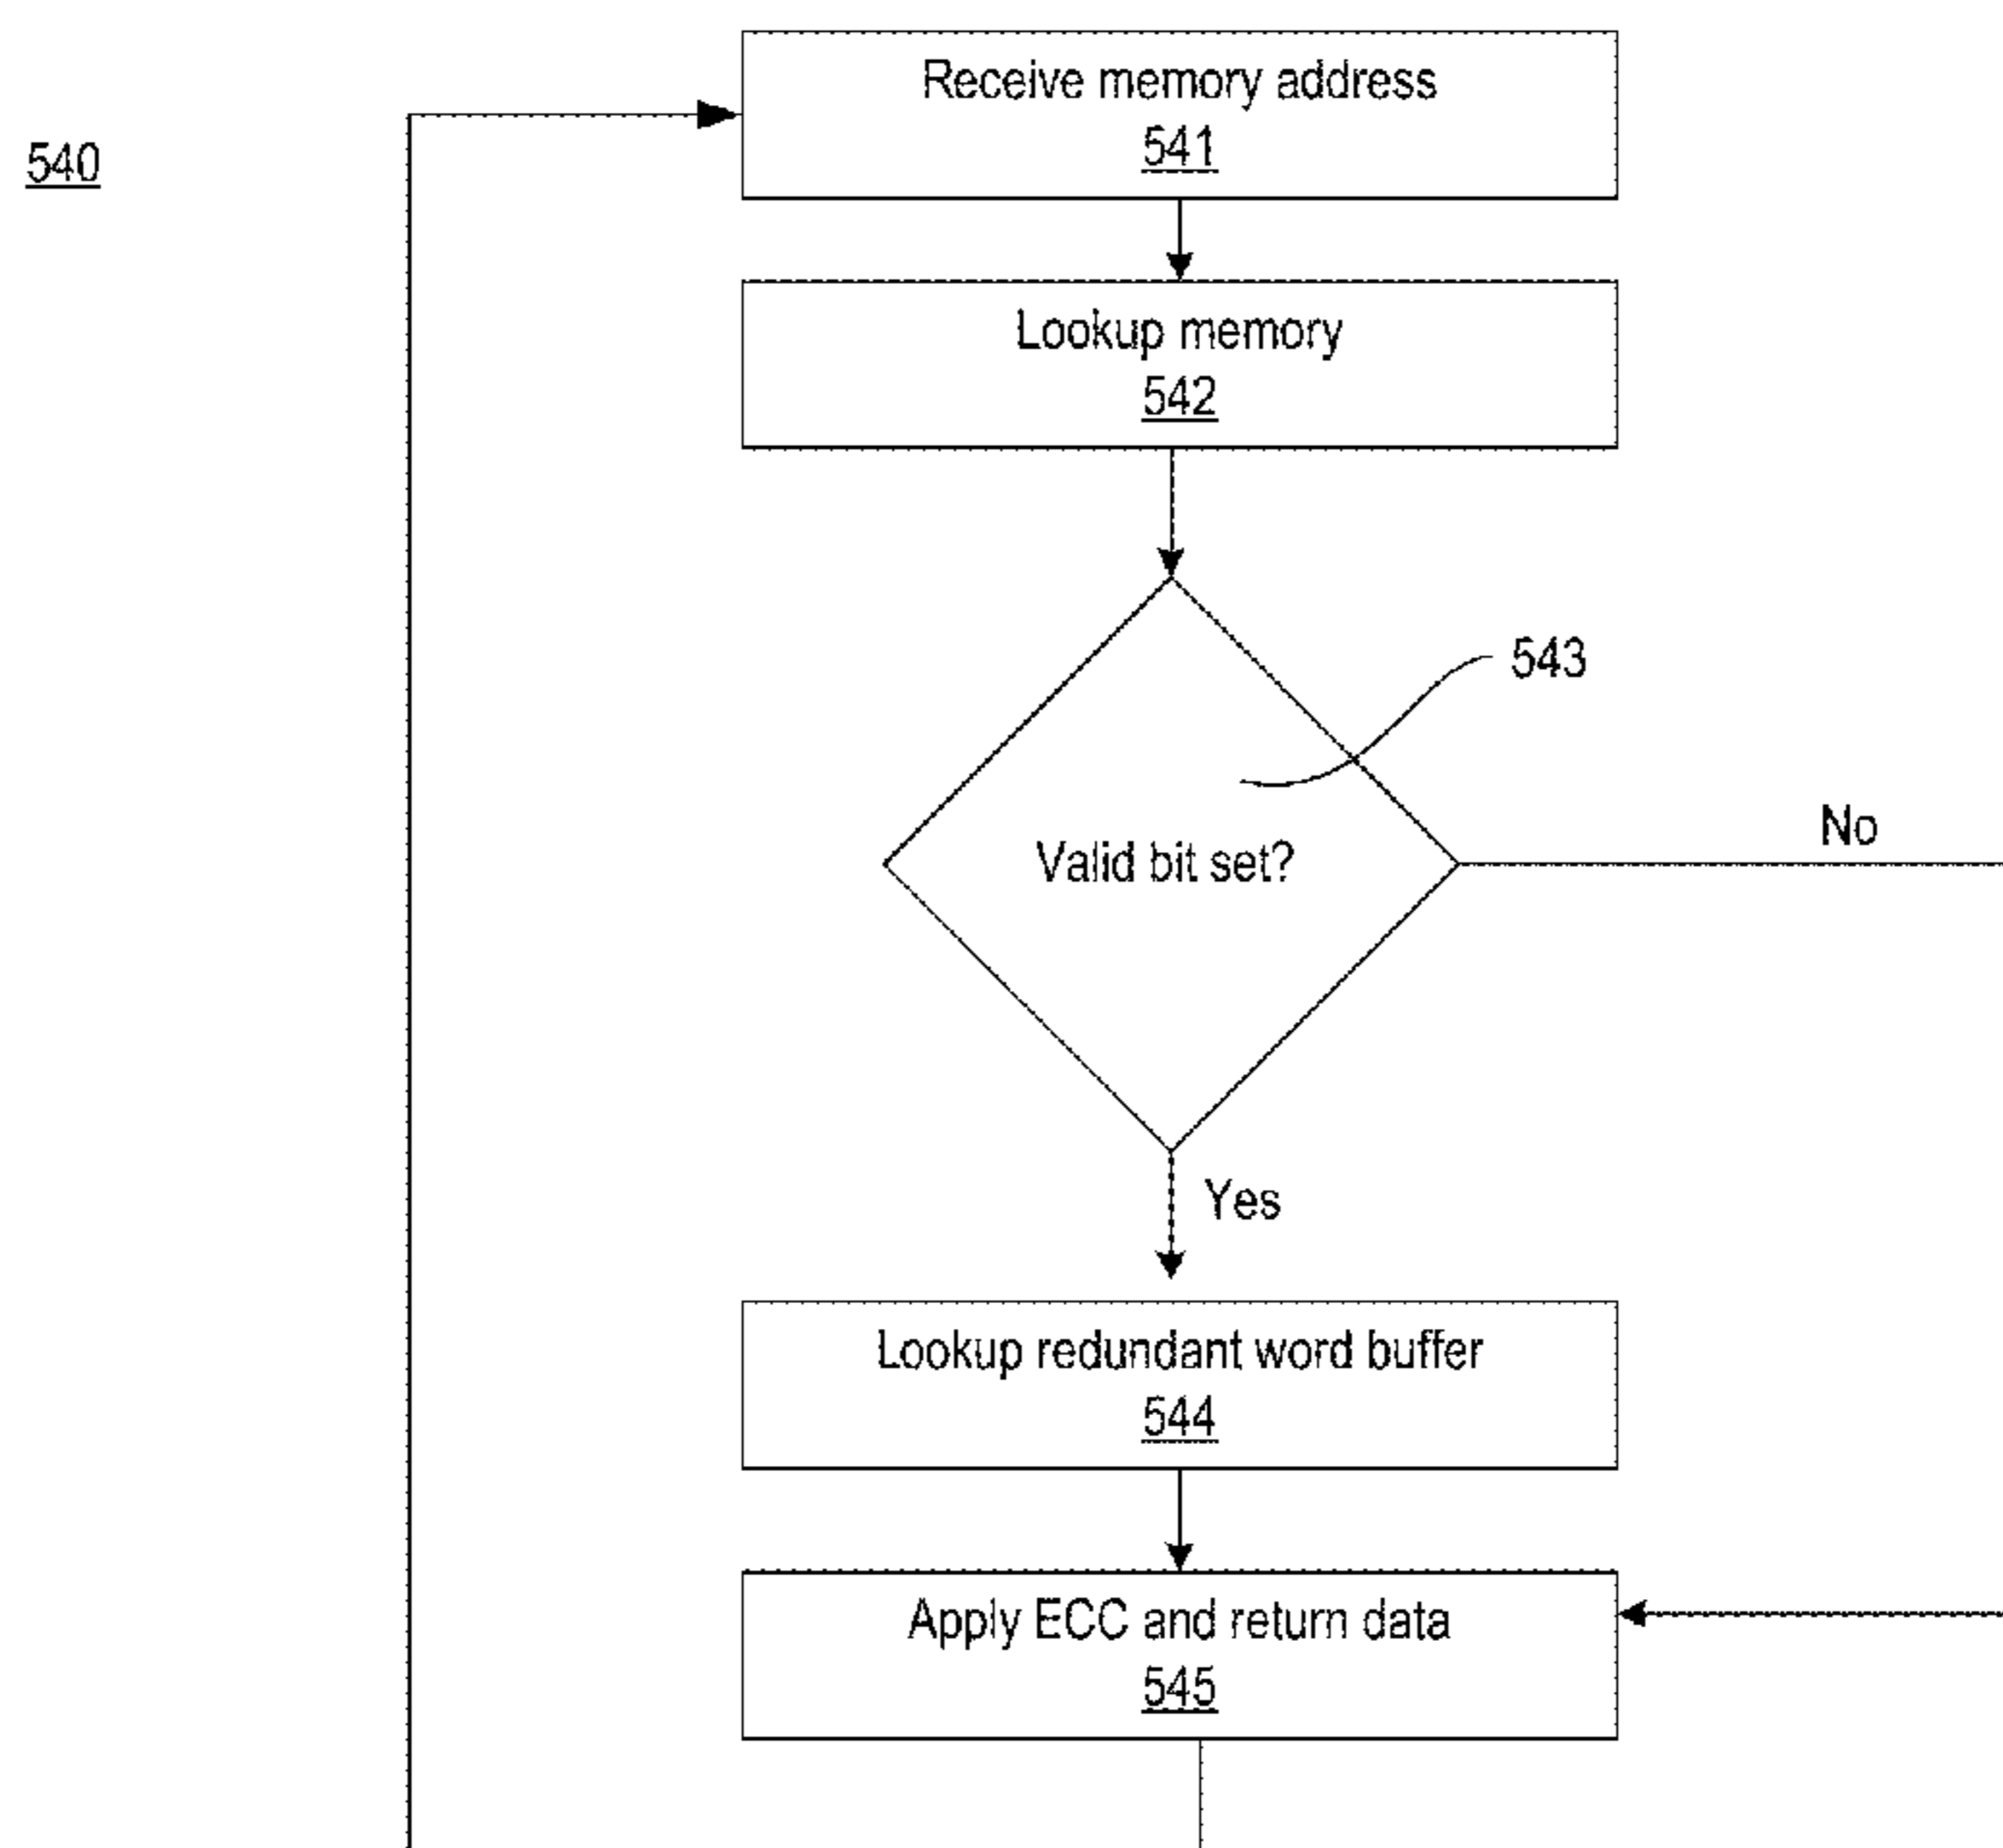 540
Receive memory address
541
Lookup memory
542
543
Valid bit set?
No
Yes
Lookup redundant word buffer
544
Apply ECC and return data
545